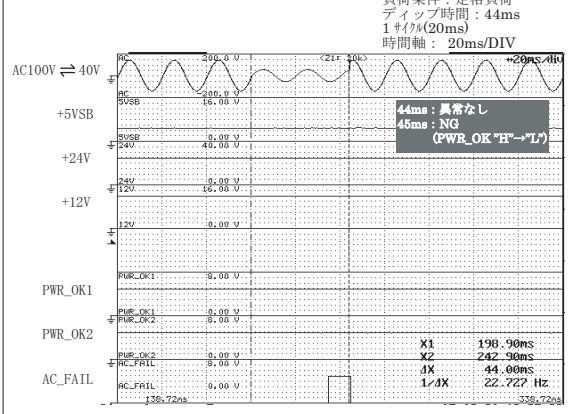 負荷条件：定格負荷
ディップ時間：44ms
1 ｻｲｸﾙ(20ms)
時間軸： 20ms/DIV
AC100V ⇌ 40V
+5VSB
+24V
+12V
PWR_OK1
PWR_OK2
AC_FAIL
AC 200.0 V <Z1: 20k> ↔20ms/div
AC -200.0 V
5VSB 16.00 V
44ms：異常なし
45ms：NG
(PWR_OK"H"→"L")
5VSB 0.00 V
24V 40.00 V
24V 0.00 V
12V 16.00 V
12V 0.00 V
PWR_OK1 8.00 V
PWR_OK1 0.00 V
PWR_OK2 8.00 V
PWR_OK2 0.00 V
AC_FAIL 8.00 V
AC_FAIL 0.00 V
X1 198.90ms
X2 242.90ms
ΔX 44.00ms
1/ΔX 22.727 Hz
138.72ms 338.72ms